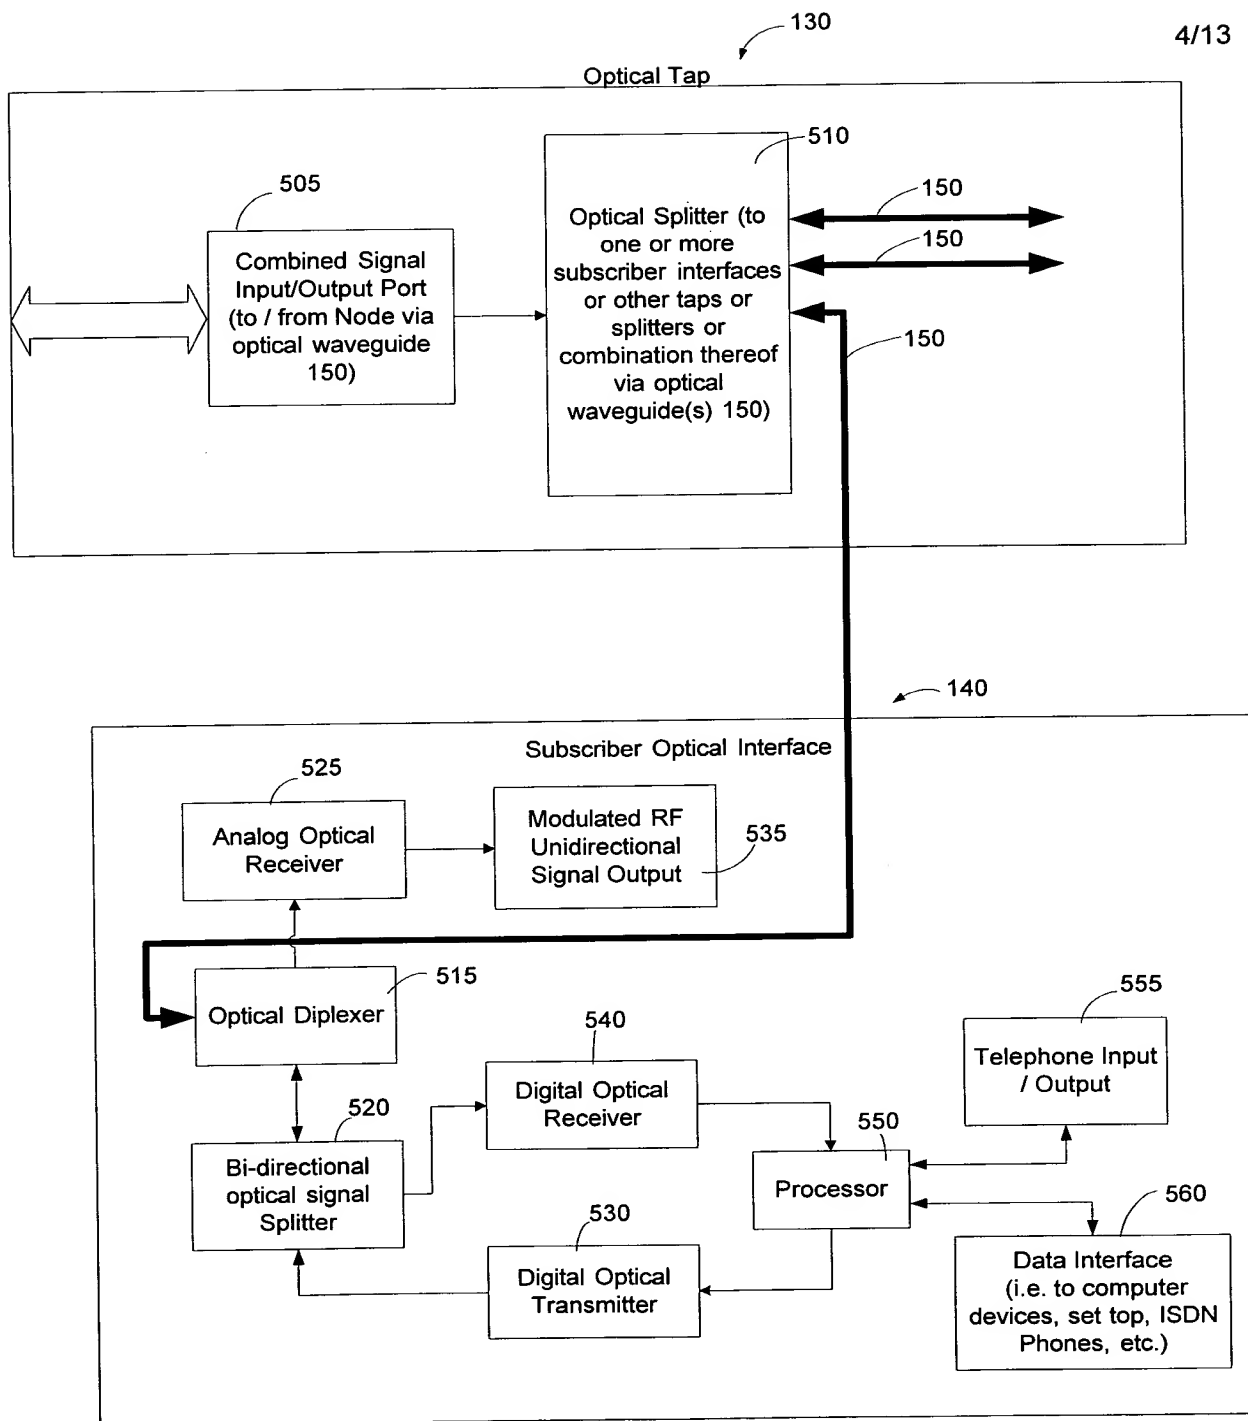 130
4/13
Optical Tap
510
505
150
Combined Signal
Input/Output Port
(to / from Node via
optical waveguide
150)
Optical Splitter (to
one or more
subscriber interfaces
or other taps or
splitters or
combination thereof
via optical
waveguide(s) 150)
150
150
140
Subscriber Optical Interface
525
Analog Optical
Receiver
Modulated RF
Unidirectional
Signal Output
535
515
Optical Diplexer
540
555
Digital Optical
Receiver
Telephone Input
/ Output
520
550
Bi-directional
optical signal
Splitter
Processor
560
530
Digital Optical
Transmitter
Data Interface
(i.e. to computer
devices, set top, ISDN
Phones, etc.)